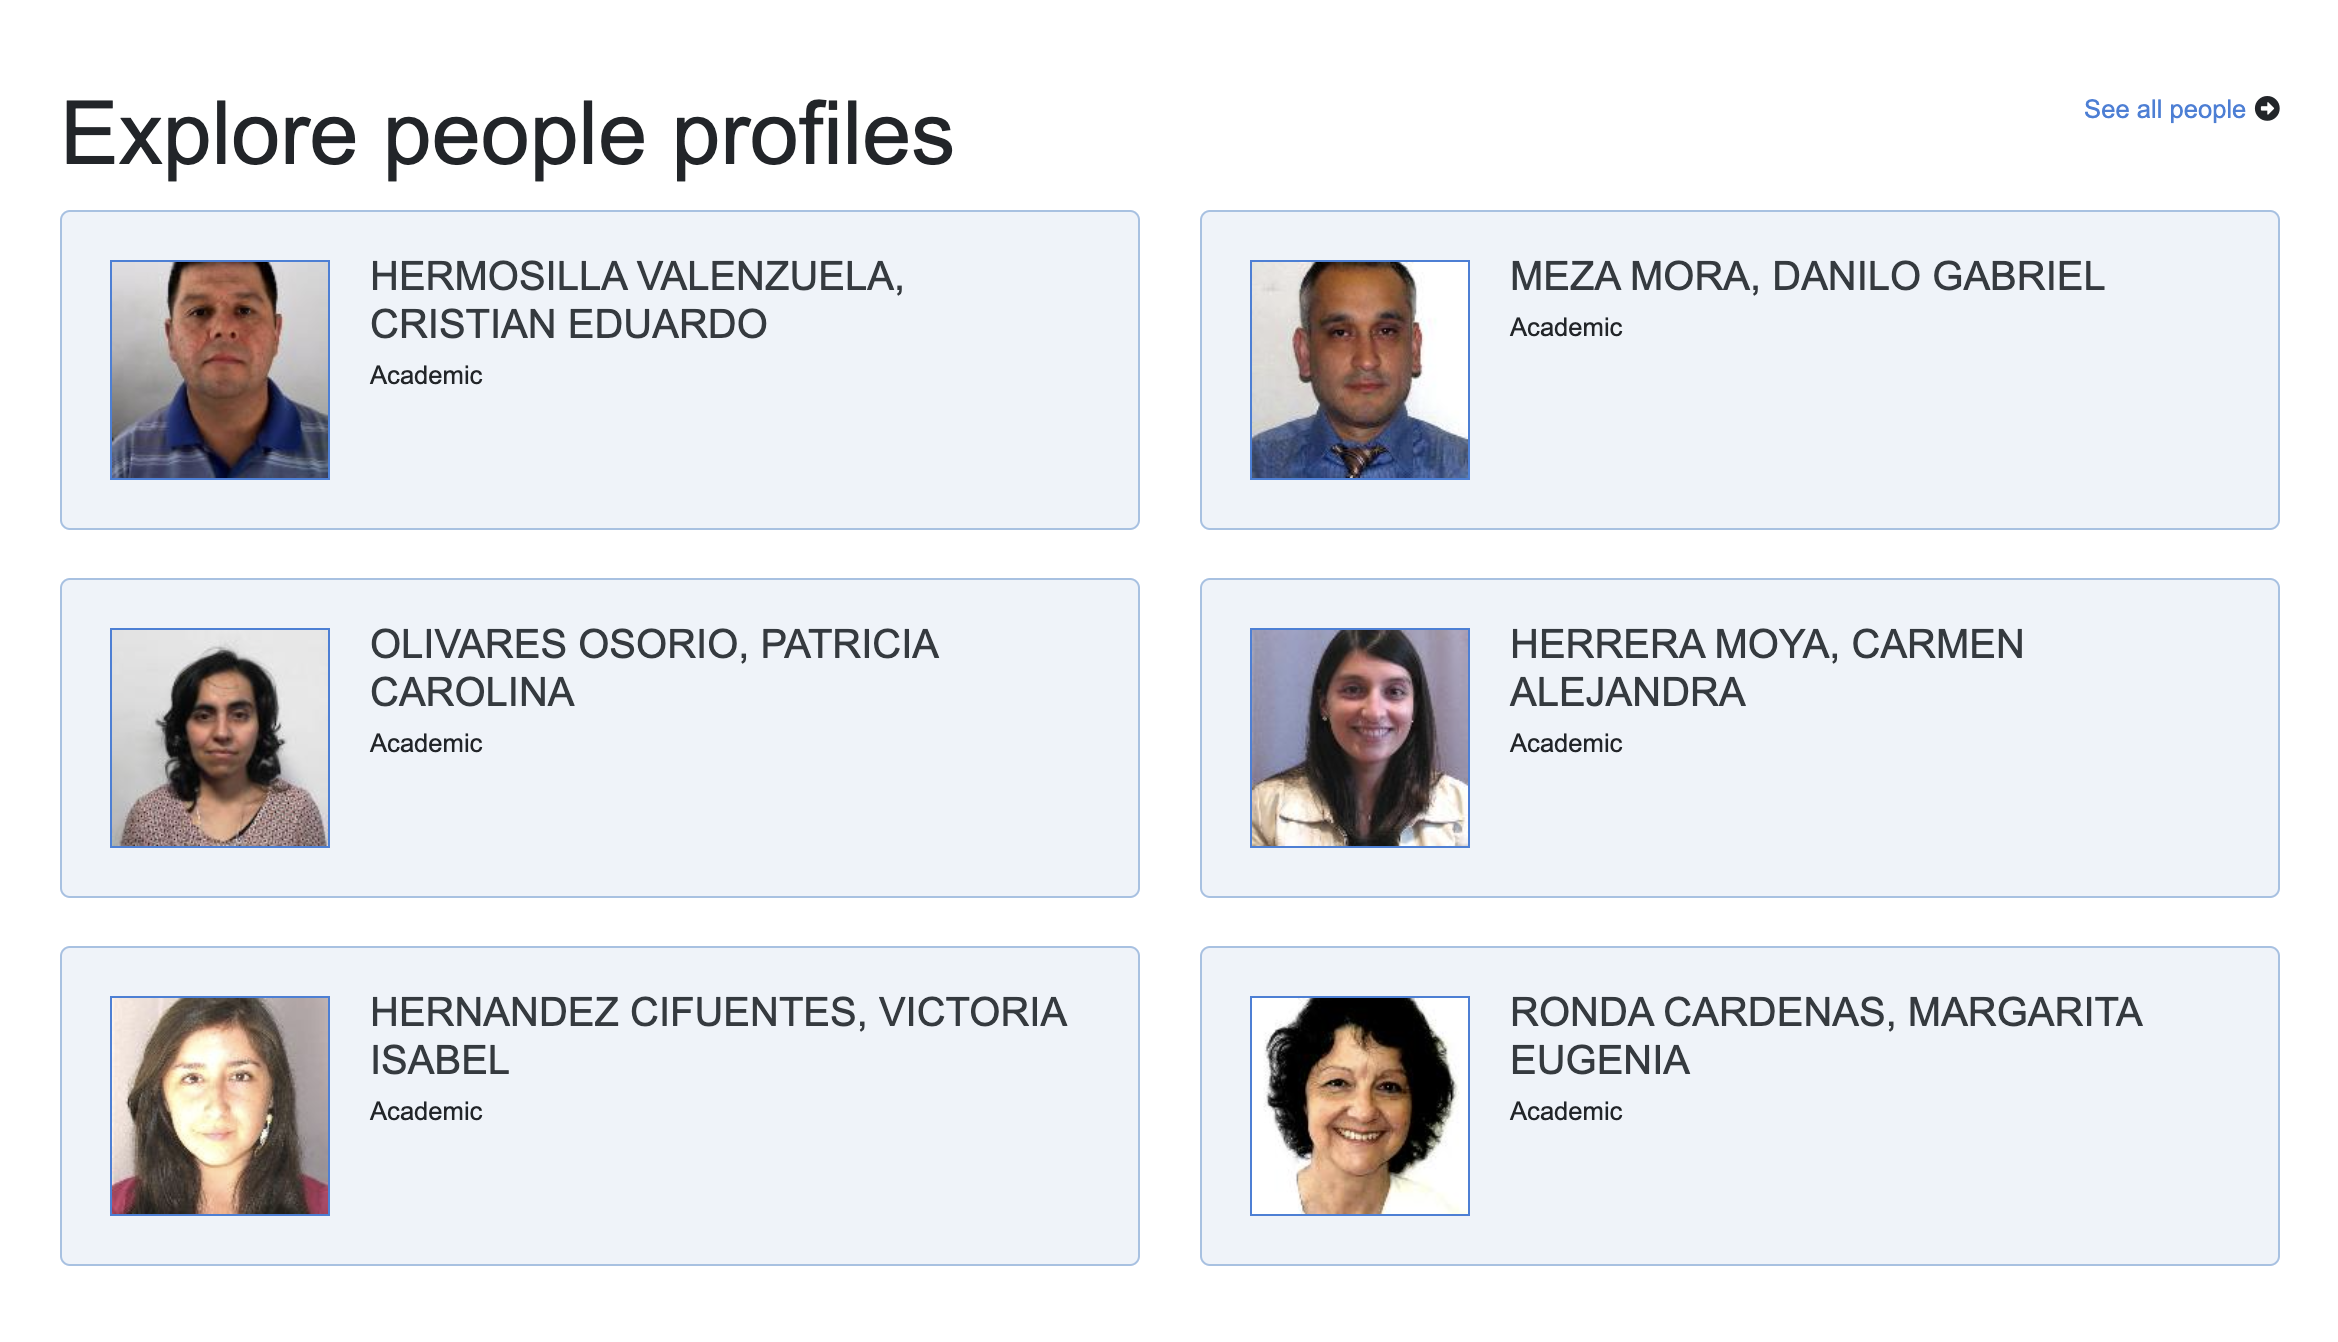 Explore people profiles
See all people
HERMOSILLA VALENZUELA,
CRISTIAN EDUARDO
Academic
MEZA MORA, DANILO GABRIEL
Academic
OLIVARES OSORIO, PATRICIA
CAROLINA
Academic
HERRERA MOYA, CARMEN
ALEJANDRA
Academic
HERNANDEZ CIFUENTES, VICTORIA
ISABEL
Academic
RONDA CARDENAS, MARGARITA
EUGENIA
Academic